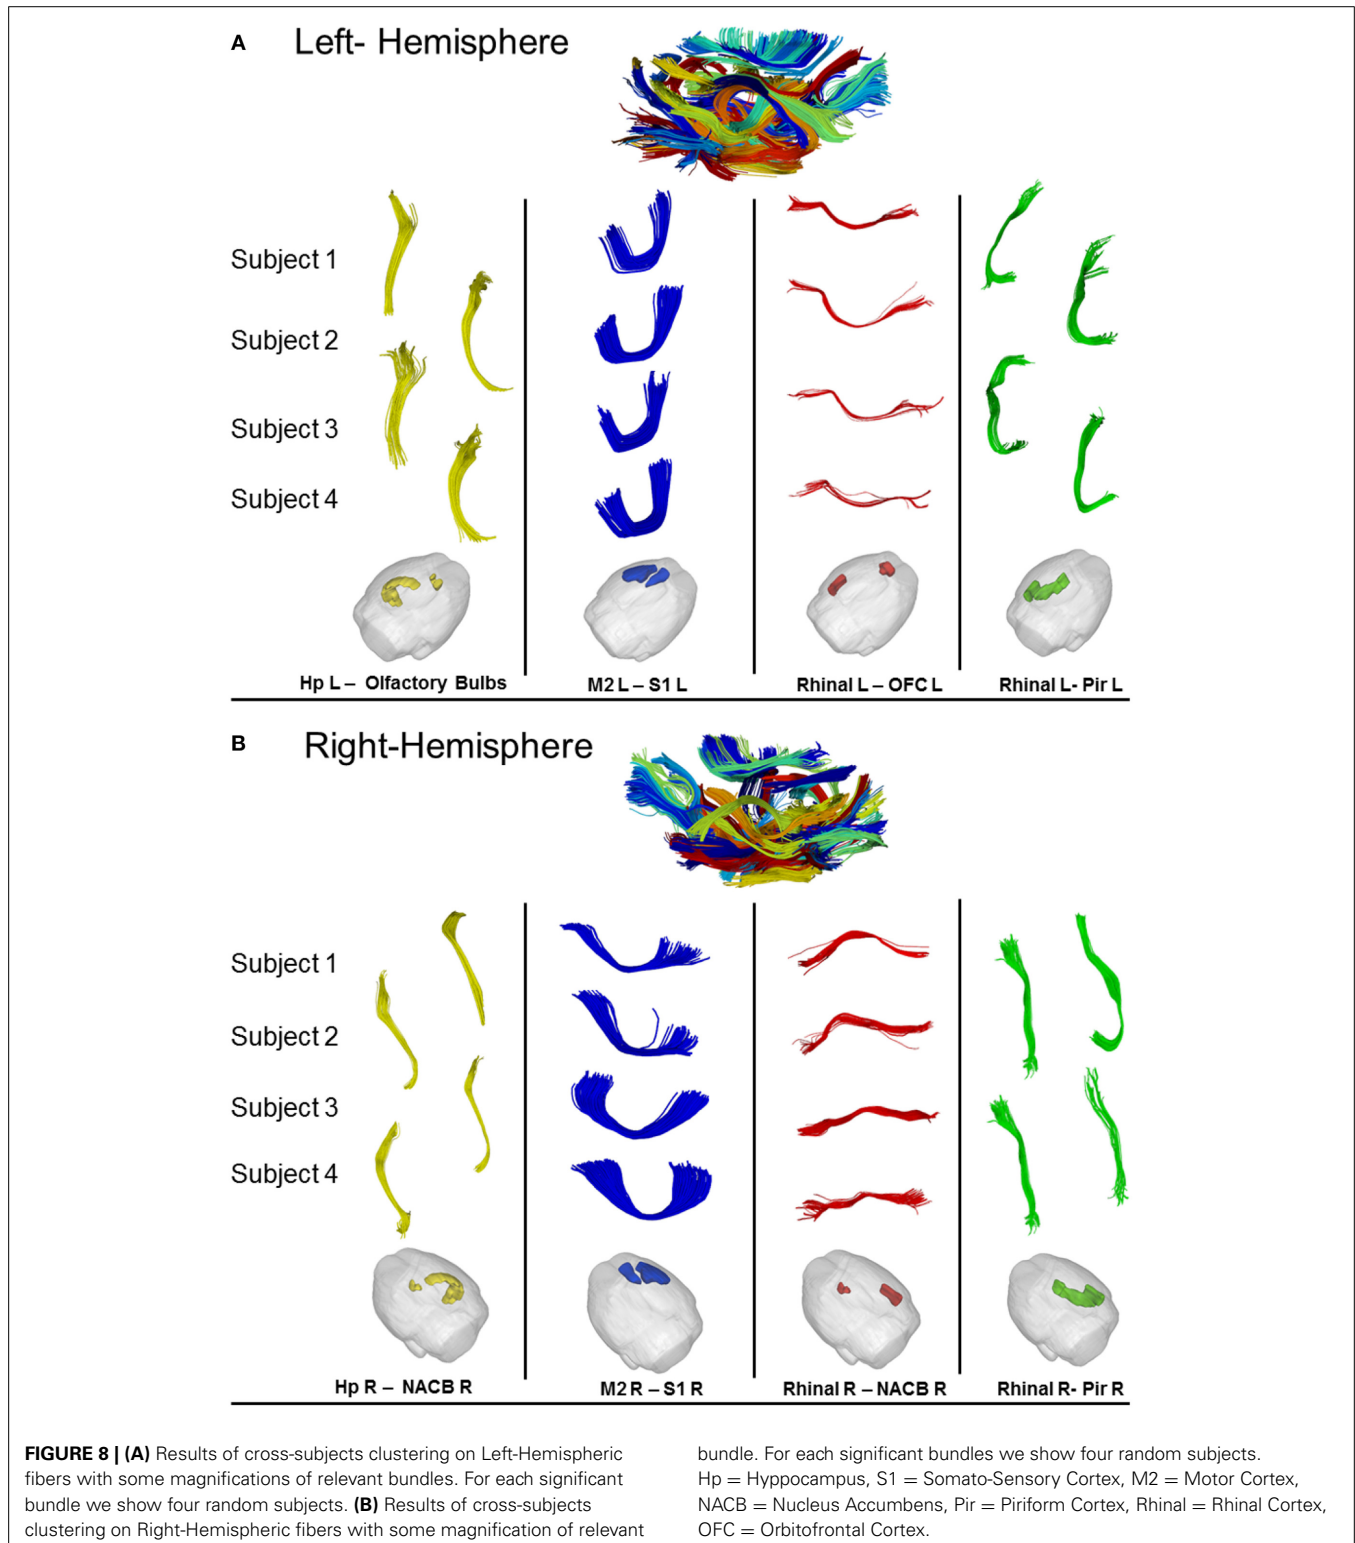 A Left- Hemisphere
Subject 1
Subject 2
Subject 3
Subject 4
Hp L – Olfactory Bulbs
M2 L – S1 L
Rhinal L – OFC L
Rhinal L- Pir L
B Right-Hemisphere
Subject 1
Subject 2
Subject 3
Subject 4
Hp R – NACB R
M2 R – S1 R
Rhinal R – NACB R
Rhinal R- Pir R
FIGURE 8 | (A) Results of cross-subjects clustering on Left-Hemispheric
fibers with some magnifications of relevant bundles. For each significant
bundle we show four random subjects. (B) Results of cross-subjects
clustering on Right-Hemispheric fibers with some magnification of relevant
bundle. For each significant bundles we show four random subjects.
Hp = Hyppocampus, S1 = Somato-Sensory Cortex, M2 = Motor Cortex,
NACB = Nucleus Accumbens, Pir = Piriform Cortex, Rhinal = Rhinal Cortex,
OFC = Orbitofrontal Cortex.